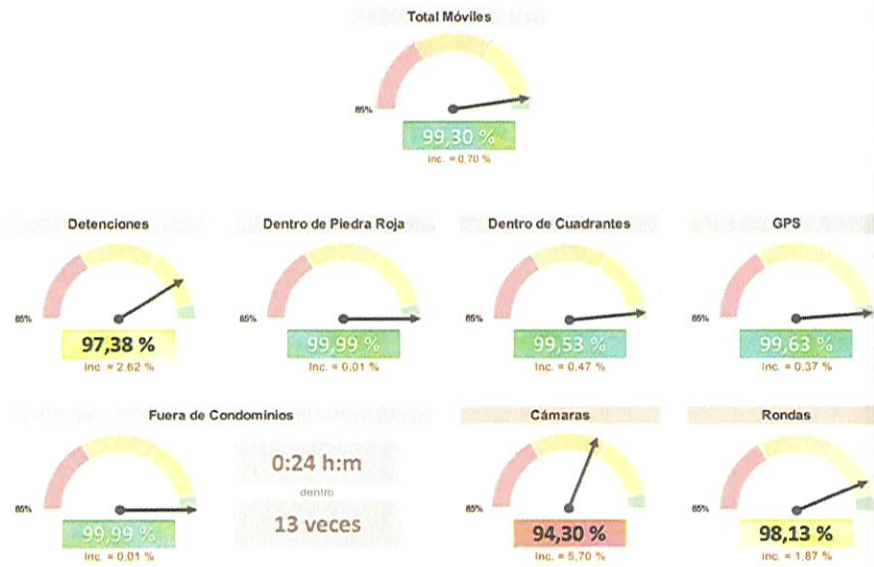 Total Móviles
85%
99,30 %
Inc. = 0,70 %
Detenciones
Dentro de Piedra Roja
Dentro de Cuadrantes
GPS
85%
85%
85%
85%
97,38 %
99,99 %
99,53 %
99,63 %
Inc = 2,62 %
Inc. = 0,01 %
Inc. = 0,47 %
Inc. = 0,37 %
Fuera de Condominios
Cámaras
Rondas
0:24 h:m
dentro
13 veces
85%
85%
85%
99,99 %
94,30 %
98,13 %
Inc. = 0,01 %
Inc. = 5,70 %
Inc. = 1,87 %